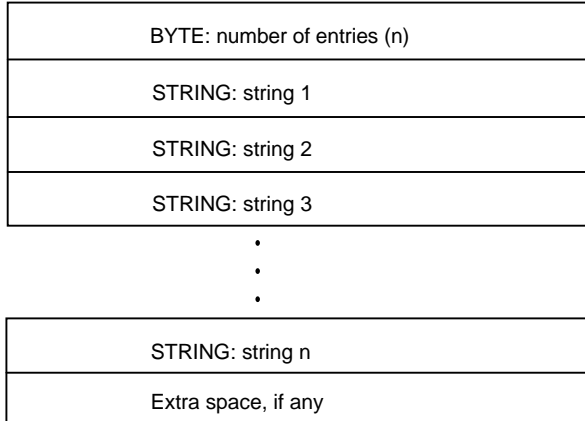 BYTE: number of entries (n)
STRING: string 1
STRING: string 2
STRING: string 3
STRING: string n
Extra space, if any